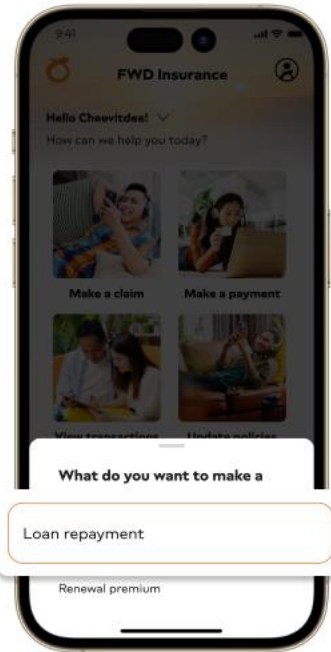 9:41
FWD Insurance
Hello Cheevitdee!
How can we help you today?
Make a claim
Make a payment
View transactions
Update policies
What do you want to make a
Loan repayment
Renewal premium